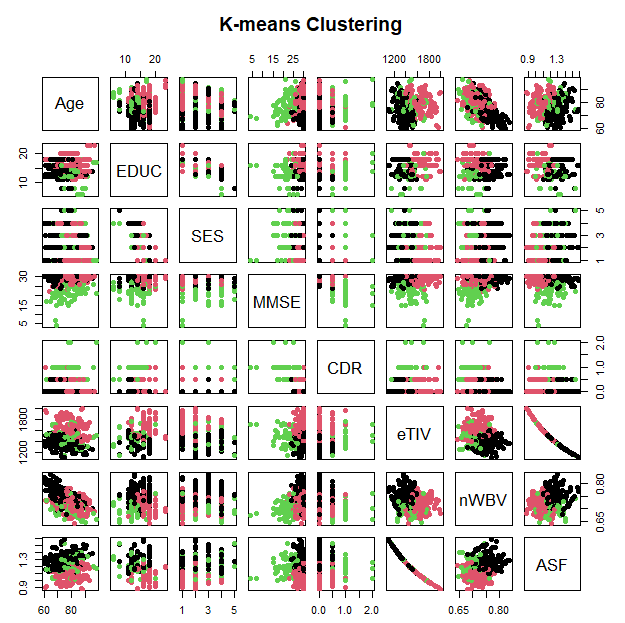 K-means Clustering
10 20 5 15 25 1200 1800 0.9 1.3
Age 60 80
10 20 EDUC
SES 1 3 5
5 15 30 MMSE
CDR 0.0 1.0 2.0
1200 1800 eTIV
nWBV 0.65 0.80
0.9 1.3 ASF
60 80 1 3 5 0.0 1.0 2.0 0.65 0.80